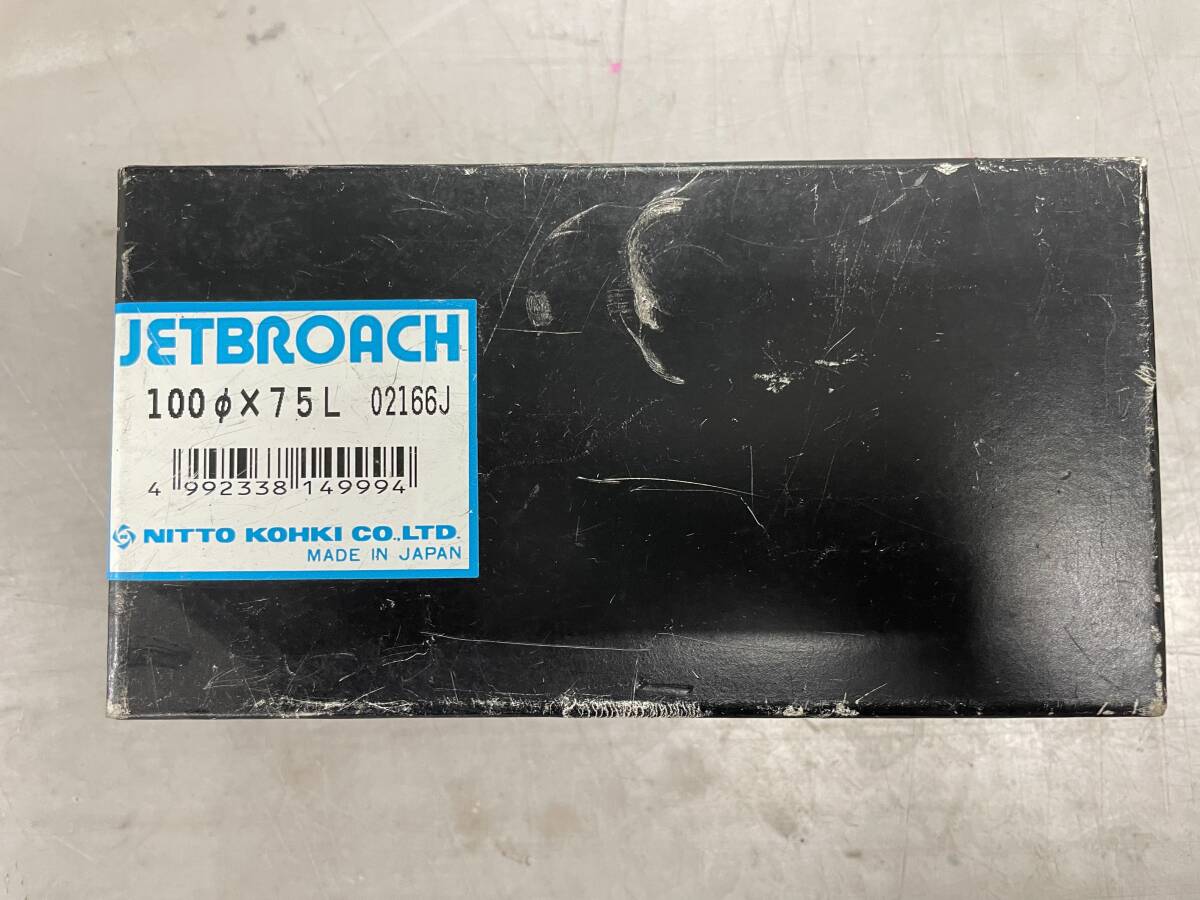 JETBROACH
100φ×75L 02166J
4 992338 149994
NITTO KOHKI CO.,LTD.
MADE IN JAPAN